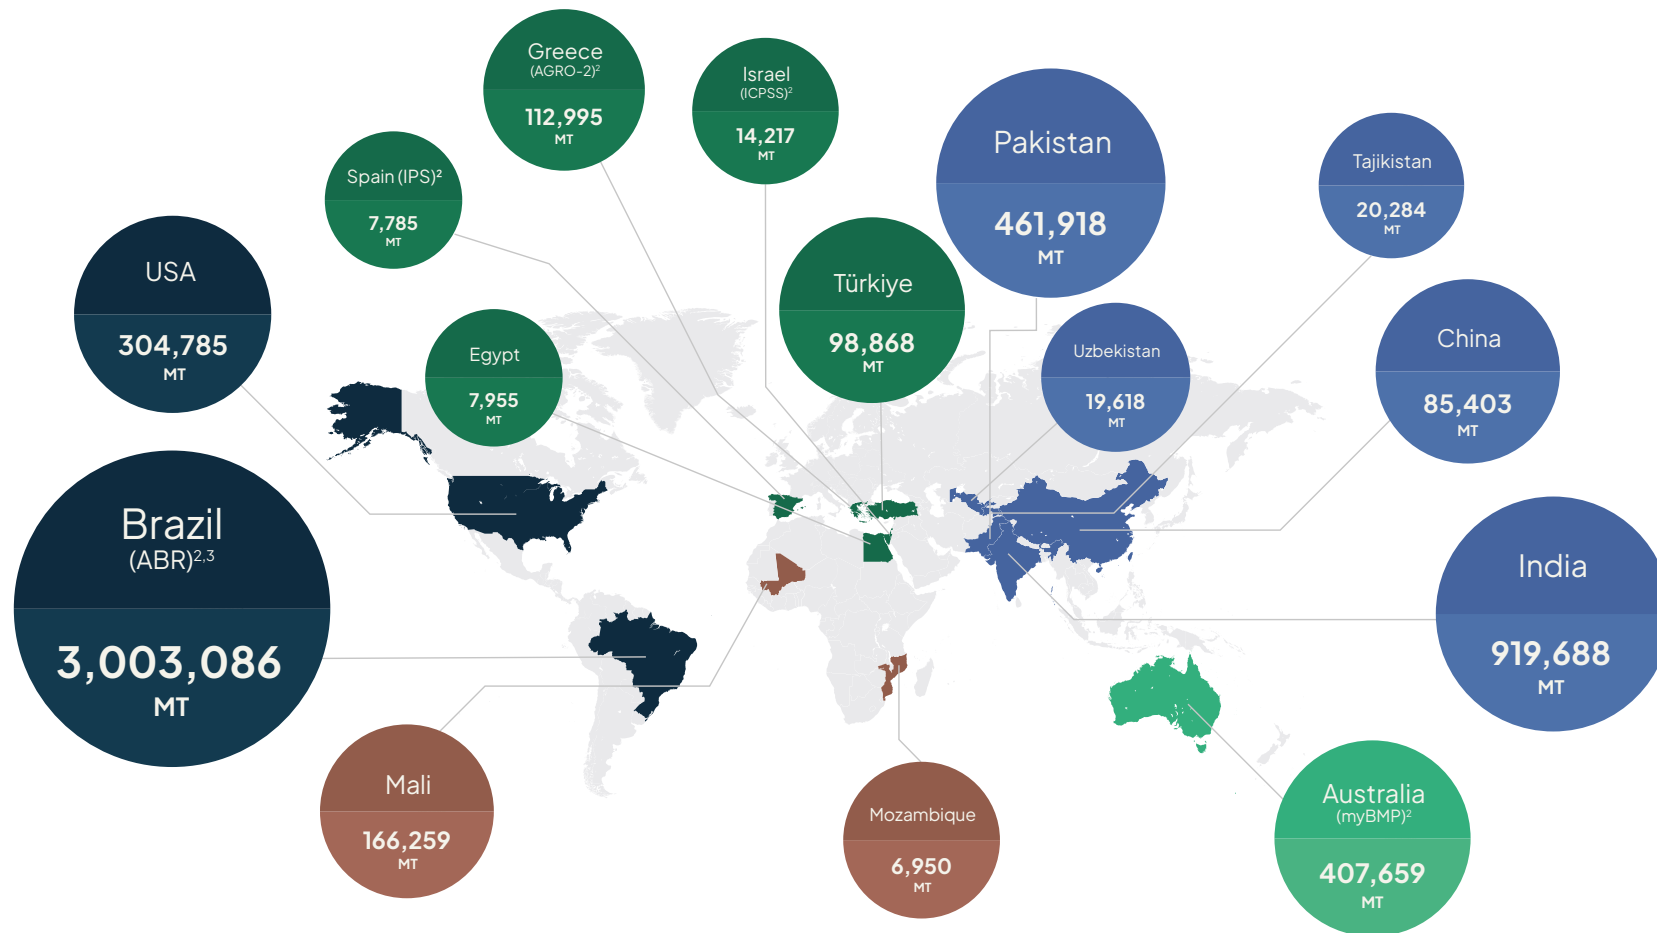 Greece
(AGRO-2)²
112,995
MT
Israel
(ICPSS)²
14,217
MT
Pakistan
461,918
MT
Tajikistan
20,284
MT
Spain (IPS)²
7,785
MT
USA
304,785
MT
Türkiye
98,868
MT
Egypt
7,955
MT
Uzbekistan
19,618
MT
China
85,403
MT
Brazil
(ABR)²,³
3,003,086
MT
India
919,688
MT
Mali
166,259
MT
Mozambique
6,950
MT
Australia
(myBMP)²
407,659
MT